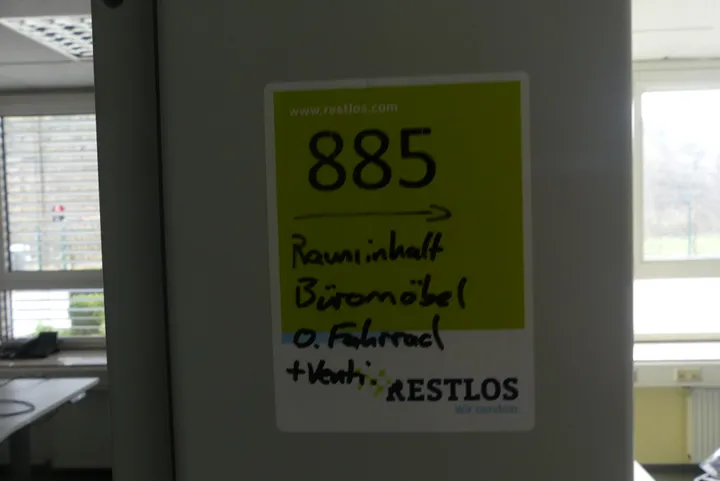 www.restlos.com
885
Rauminhalt
Büromöbel
o. Fahrrad
+ Venti.
RESTLOS